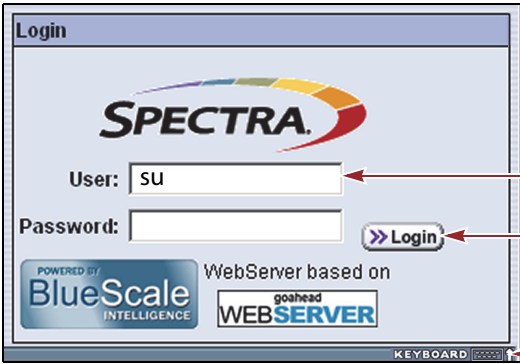 Login
SPECTRA.
User: su
Password:
Login
POWERED BY
BlueScale
INTELLIGENCE
WebServer based on
goahead
WEBSERVER
KEYBOARD